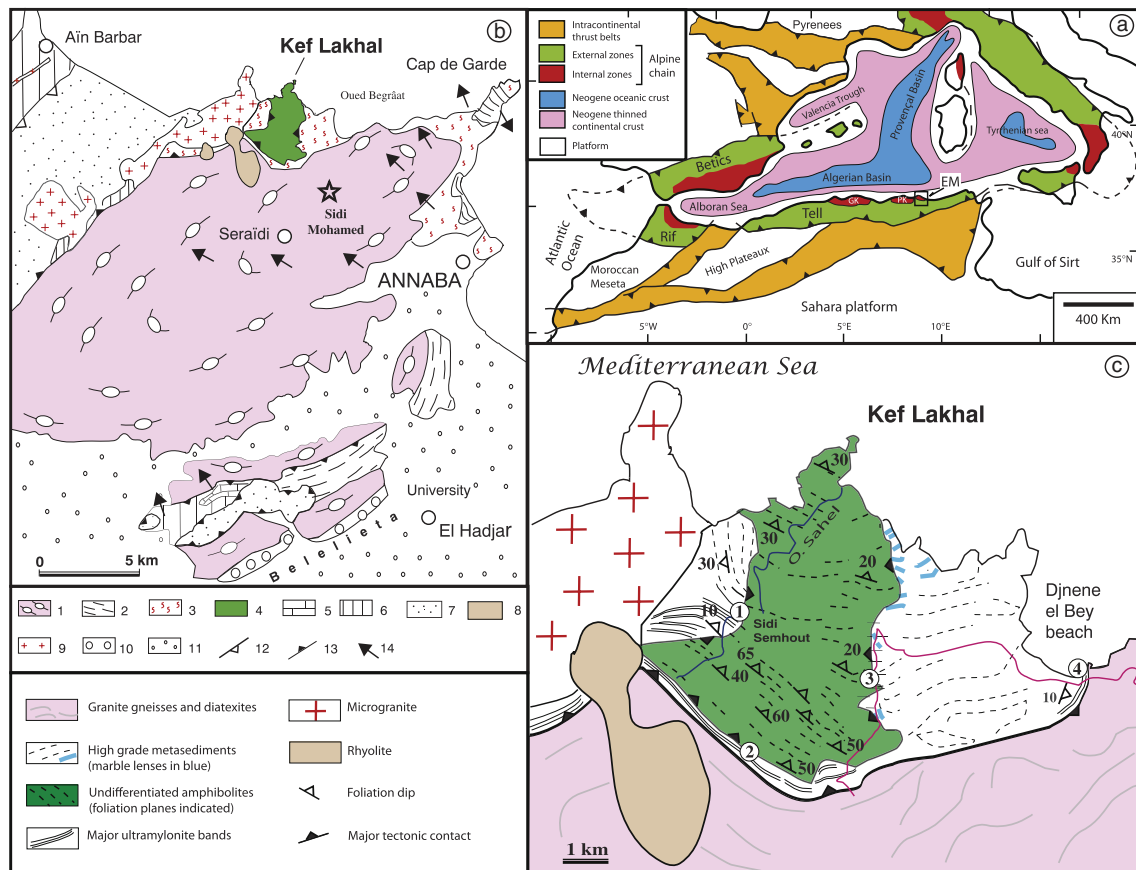 b
Aïn Barbar
Kef Lakhal
Cap de Garde
Oued Begrâat
Sidi
Mohamed
Seraïdi
ANNABA
University
El Hadjar
Belelieta
0 5 km
1 2 3 4 5 6 7 8
9 10 11 12 13 14
Granite gneisses and diatexites
High grade metasediments
(marble lenses in blue)
Undifferentiated amphibolites
(foliation planes indicated)
Major ultramylonite bands
Microgranite
Rhyolite
Foliation dip
Major tectonic contact
a
Intracontinental
thrust belts
External zones
Internal zones
Alpine
chain
Neogene oceanic crust
Neogene thinned
continental crust
Platform
Pyrenees
Valencia Trough
Provençal Basin
Tyrrhenian sea
40°N
Betics
Algerian Basin
EM
Alboran Sea
GK
PK
Tell
Rif
Atlantic
Ocean
High Plateaux
Moroccan
Meseta
Gulf of Sirt
35°N
Sahara platform
400 Km
5°W 0° 5°E 10°E
c
Mediterranean Sea
Kef Lakhal
30
30
O. Sahel
30
20
10
1
Sidi
Semhout
Djnene
el Bey
beach
65
40
20
3
4
10
60
2
50
50
1 km